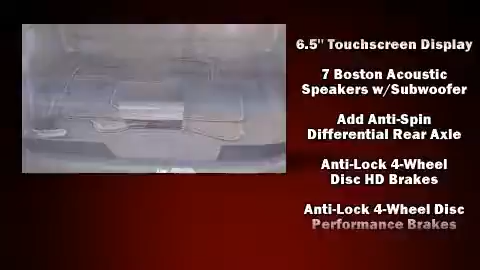 6.5" Touchscreen Display
7 Boston Acoustic
Speakers w/Subwoofer
Add Anti-Spin
Differential Rear Axle
Anti-Lock 4-Wheel
Disc HD Brakes
Anti-Lock 4-Wheel Disc
Performance Brakes